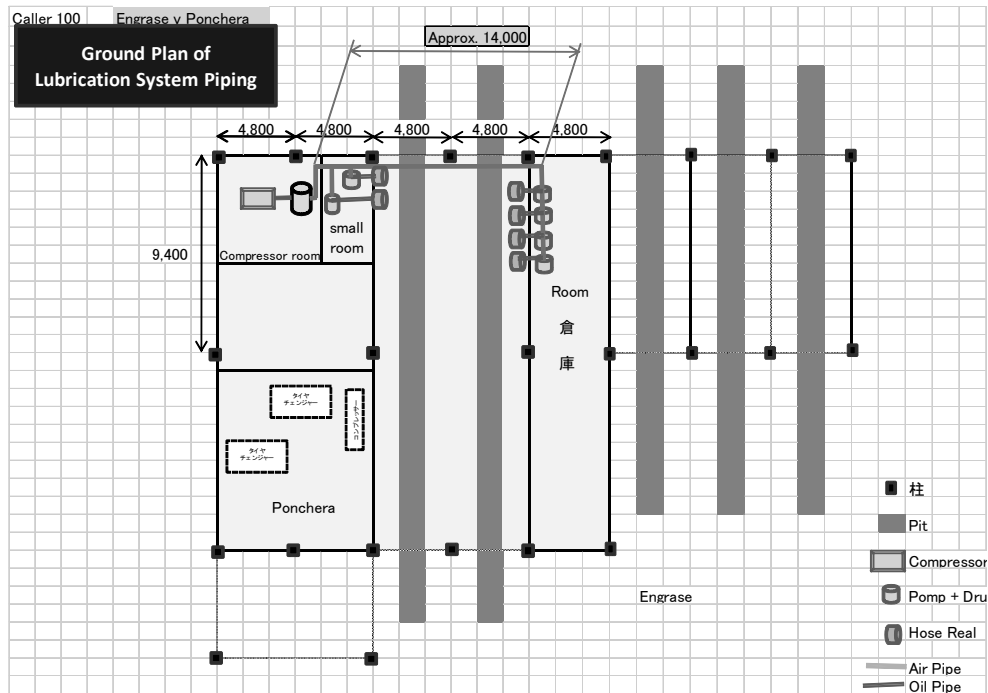 Caller 100
Engrase y Ponchera
Ground Plan of
Lubrication System Piping
Approx. 14,000
4,800
4,800
4,800
4,800
4,800
9,400
Compressor room
small
room
Room
倉
庫
タイヤ
チェンジャー
コンプレッサー
タイヤ
チェンジャー
Ponchera
Engrase
柱
Pit
Compressor
Pomp + Dru
Hose Real
Air Pipe
Oil Pipe